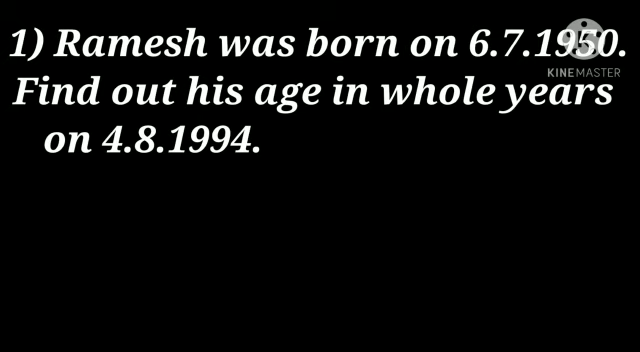 1) Ramesh was born on 6.7.1950.
KINEMASTER
Find out his age in whole years
on 4.8.1994.